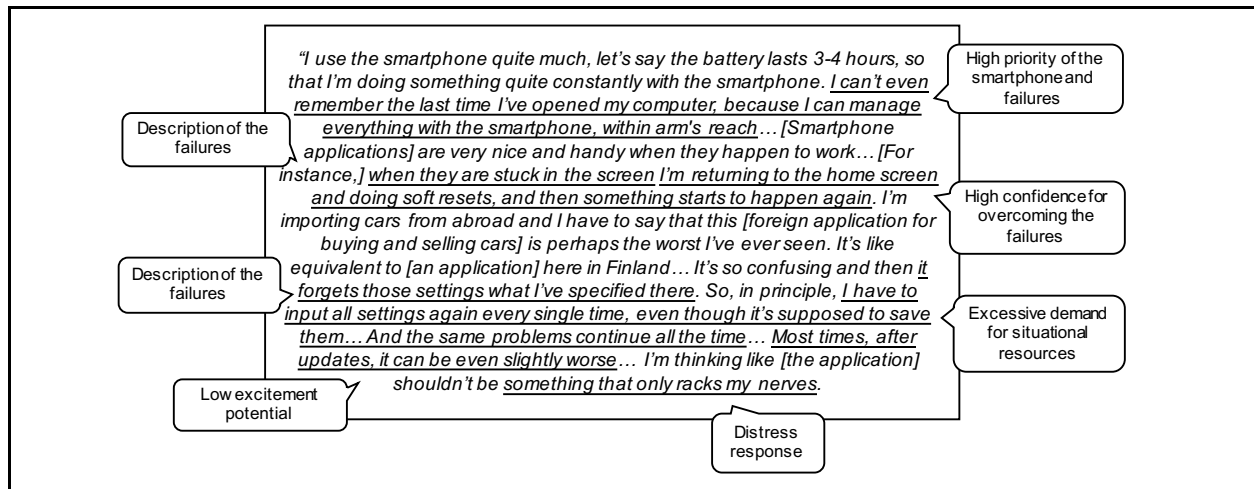 “I use the smartphone quite much, let’s say the battery lasts 3-4 hours, so
that I’m doing something quite constantly with the smartphone. I can’t even
remember the last time I’ve opened my computer, because I can manage
everything with the smartphone, within arm's reach… [Smartphone
applications] are very nice and handy when they happen to work… [For
instance,] when they are stuck in the screen I’m returning to the home screen
and doing soft resets, and then something starts to happen again. I’m
importing cars from abroad and I have to say that this [foreign application for
buying and selling cars] is perhaps the worst I’ve ever seen. It’s like
equivalent to [an application] here in Finland… It’s so confusing and then it
forgets those settings what I’ve specified there. So, in principle, I have to
input all settings again every single time, even though it’s supposed to save
them… And the same problems continue all the time… Most times, after
updates, it can be even slightly worse… I’m thinking like [the application]
shouldn’t be something that only racks my nerves.
High priority of the
smartphone and
failures
Description of the
failures
High confidence for
overcoming the
failures
Description of the
failures
Excessive demand
for situational
resources
Low excitement
potential
Distress
response